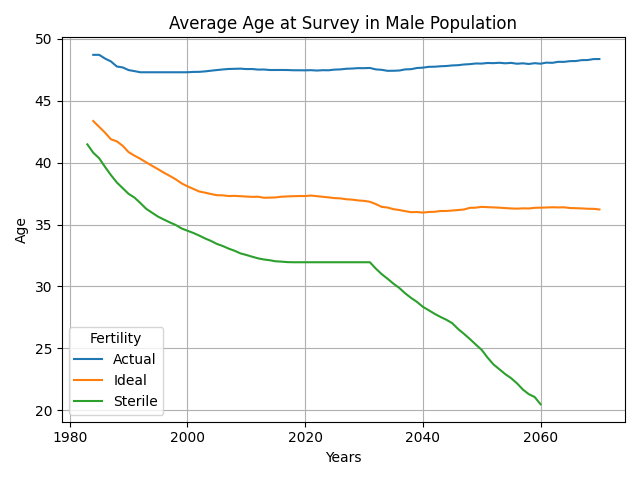 Average Age at Survey in Male Population
50
45
40
35
30
25
20
Age
Fertility
Actual
Ideal
Sterile
1980
2000
2020
2040
2060
Years